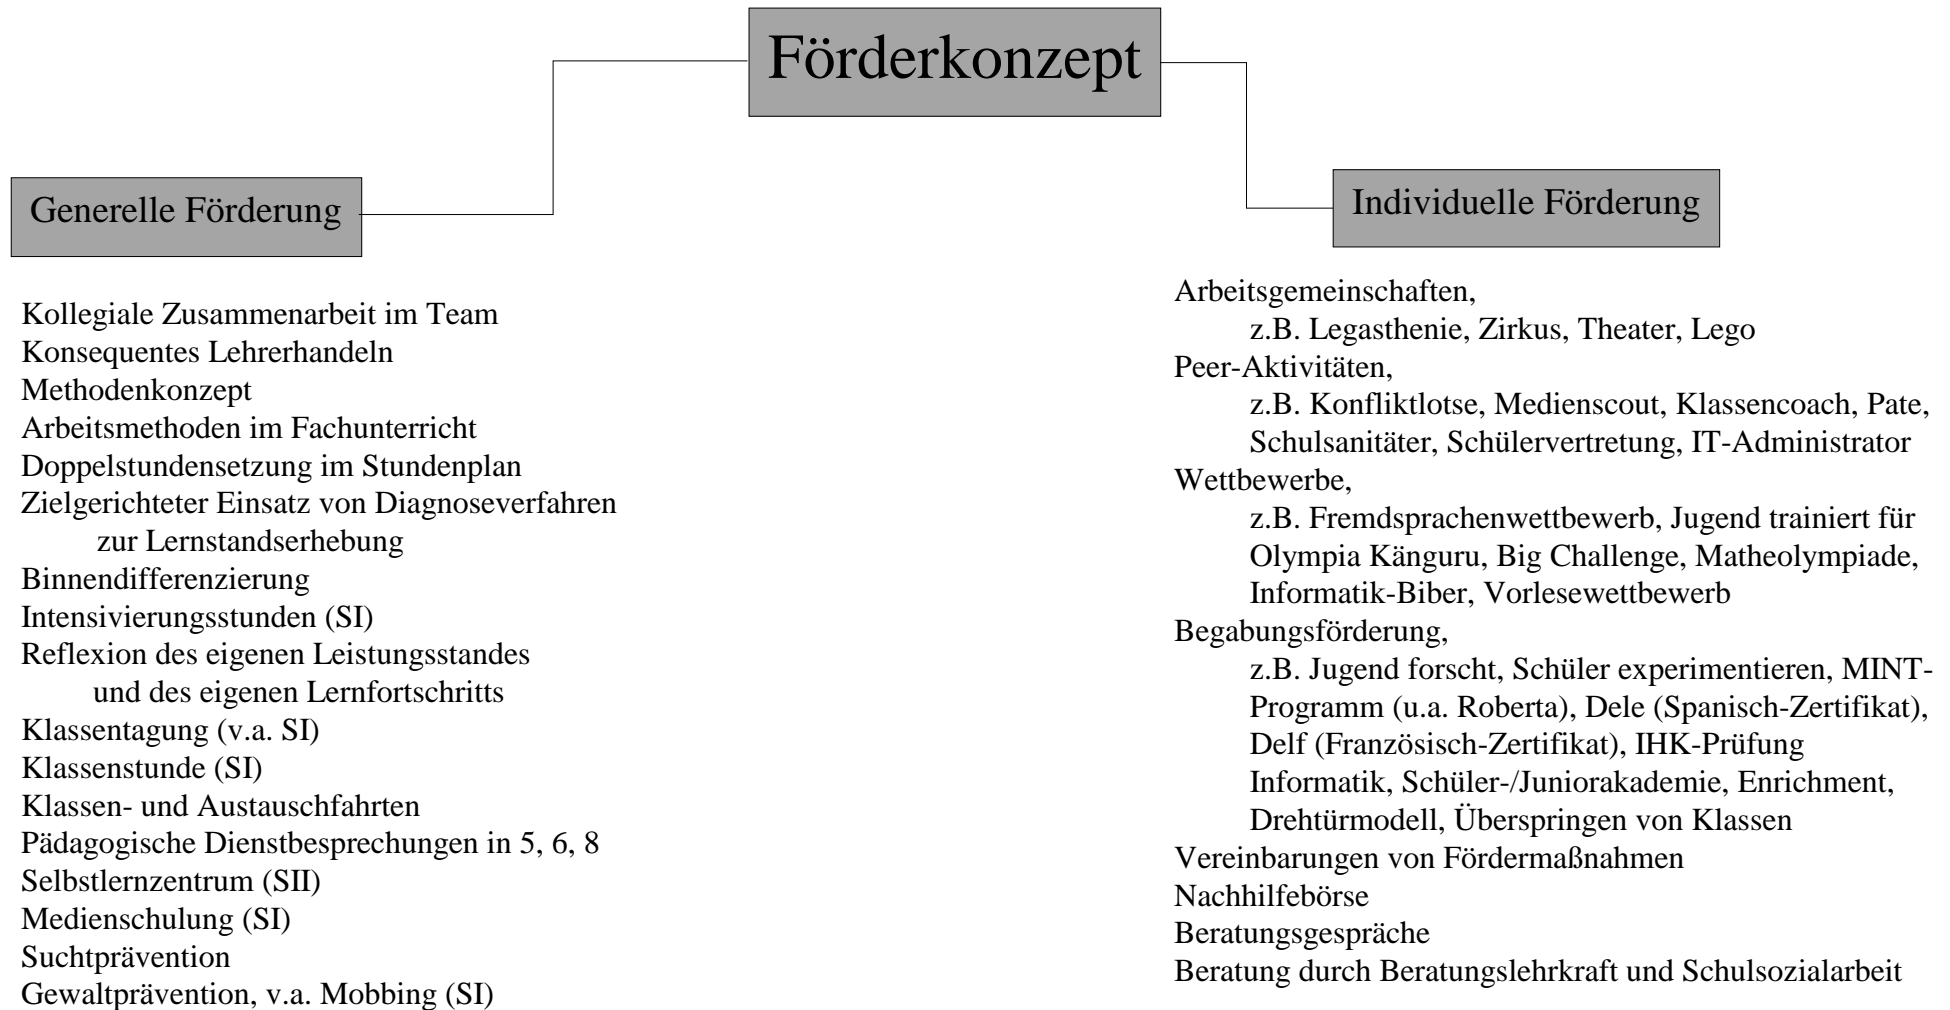 Förderkonzept
Generelle Förderung
Kollegiale Zusammenarbeit im Team
Konsequentes Lehrerhandeln
Methodenkonzept
Arbeitsmethoden im Fachunterricht
Doppelstundensetzung im Stundenplan
Zielgerichteter Einsatz von Diagnoseverfahren
zur Lernstandserhebung
Binnendifferenzierung
Intensivierungsstunden (SI)
Reflexion des eigenen Leistungsstandes
und des eigenen Lernfortschritts
Klassentagung (v.a. SI)
Klassenstunde (SI)
Klassen- und Austauschfahrten
Pädagogische Dienstbesprechungen in 5, 6, 8
Selbstlernzentrum (SII)
Medienschulung (SI)
Suchtprävention
Gewaltprävention, v.a. Mobbing (SI)
Individuelle Förderung
Arbeitsgemeinschaften,
z.B. Legasthenie, Zirkus, Theater, Lego
Peer-Aktivitäten,
z.B. Konfliktlotse, Medienscout, Klassencoach, Pate,
Schulsanitäter, Schülervertretung, IT-Administrator
Wettbewerbe,
z.B. Fremdsprachenwettbewerb, Jugend trainiert für
Olympia Känguru, Big Challenge, Matheolympiade,
Informatik-Biber, Vorlesewettbewerb
Begabungsförderung,
z.B. Jugend forscht, Schüler experimentieren, MINT-
Programm (u.a. Roberta), Dele (Spanisch-Zertifikat),
Delf (Französisch-Zertifikat), IHK-Prüfung
Informatik, Schüler-/Juniorakademie, Enrichment,
Drehtürmodell, Überspringen von Klassen
Vereinbarungen von Fördermaßnahmen
Nachhilfebörse
Beratungsgespräche
Beratung durch Beratungslehrkraft und Schulsozialarbeit